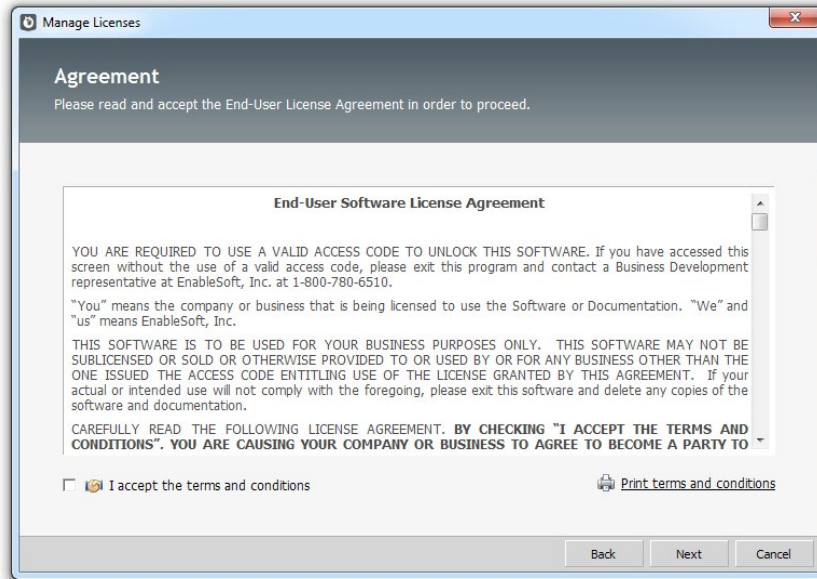 Manage Licenses
Agreement
Please read and accept the End-User License Agreement in order to proceed.
End-User Software License Agreement
YOU ARE REQUIRED TO USE A VALID ACCESS CODE TO UNLOCK THIS SOFTWARE. If you have accessed this
screen without the use of a valid access code, please exit this program and contact a Business Development
representative at EnableSoft, Inc. at 1-800-780-6510.
“You” means the company or business that is being licensed to use the Software or Documentation. “We” and
“us” means EnableSoft, Inc.
THIS SOFTWARE IS TO BE USED FOR YOUR BUSINESS PURPOSES ONLY. THIS SOFTWARE MAY NOT BE
SUBLICENSED OR SOLD OR OTHERWISE PROVIDED TO OR USED BY OR FOR ANY BUSINESS OTHER THAN THE
ONE ISSUED THE ACCESS CODE ENTITLING USE OF THE LICENSE GRANTED BY THIS AGREEMENT. If your
actual or intended use will not comply with the foregoing, please exit this software and delete any copies of the
software and documentation.
CAREFULLY READ THE FOLLOWING LICENSE AGREEMENT. BY CHECKING “I ACCEPT THE TERMS AND
CONDITIONS”. YOU ARE CAUSING YOUR COMPANY OR BUSINESS TO AGREE TO BECOME A PARTY TO
I accept the terms and conditions
Print terms and conditions
Back
Next
Cancel